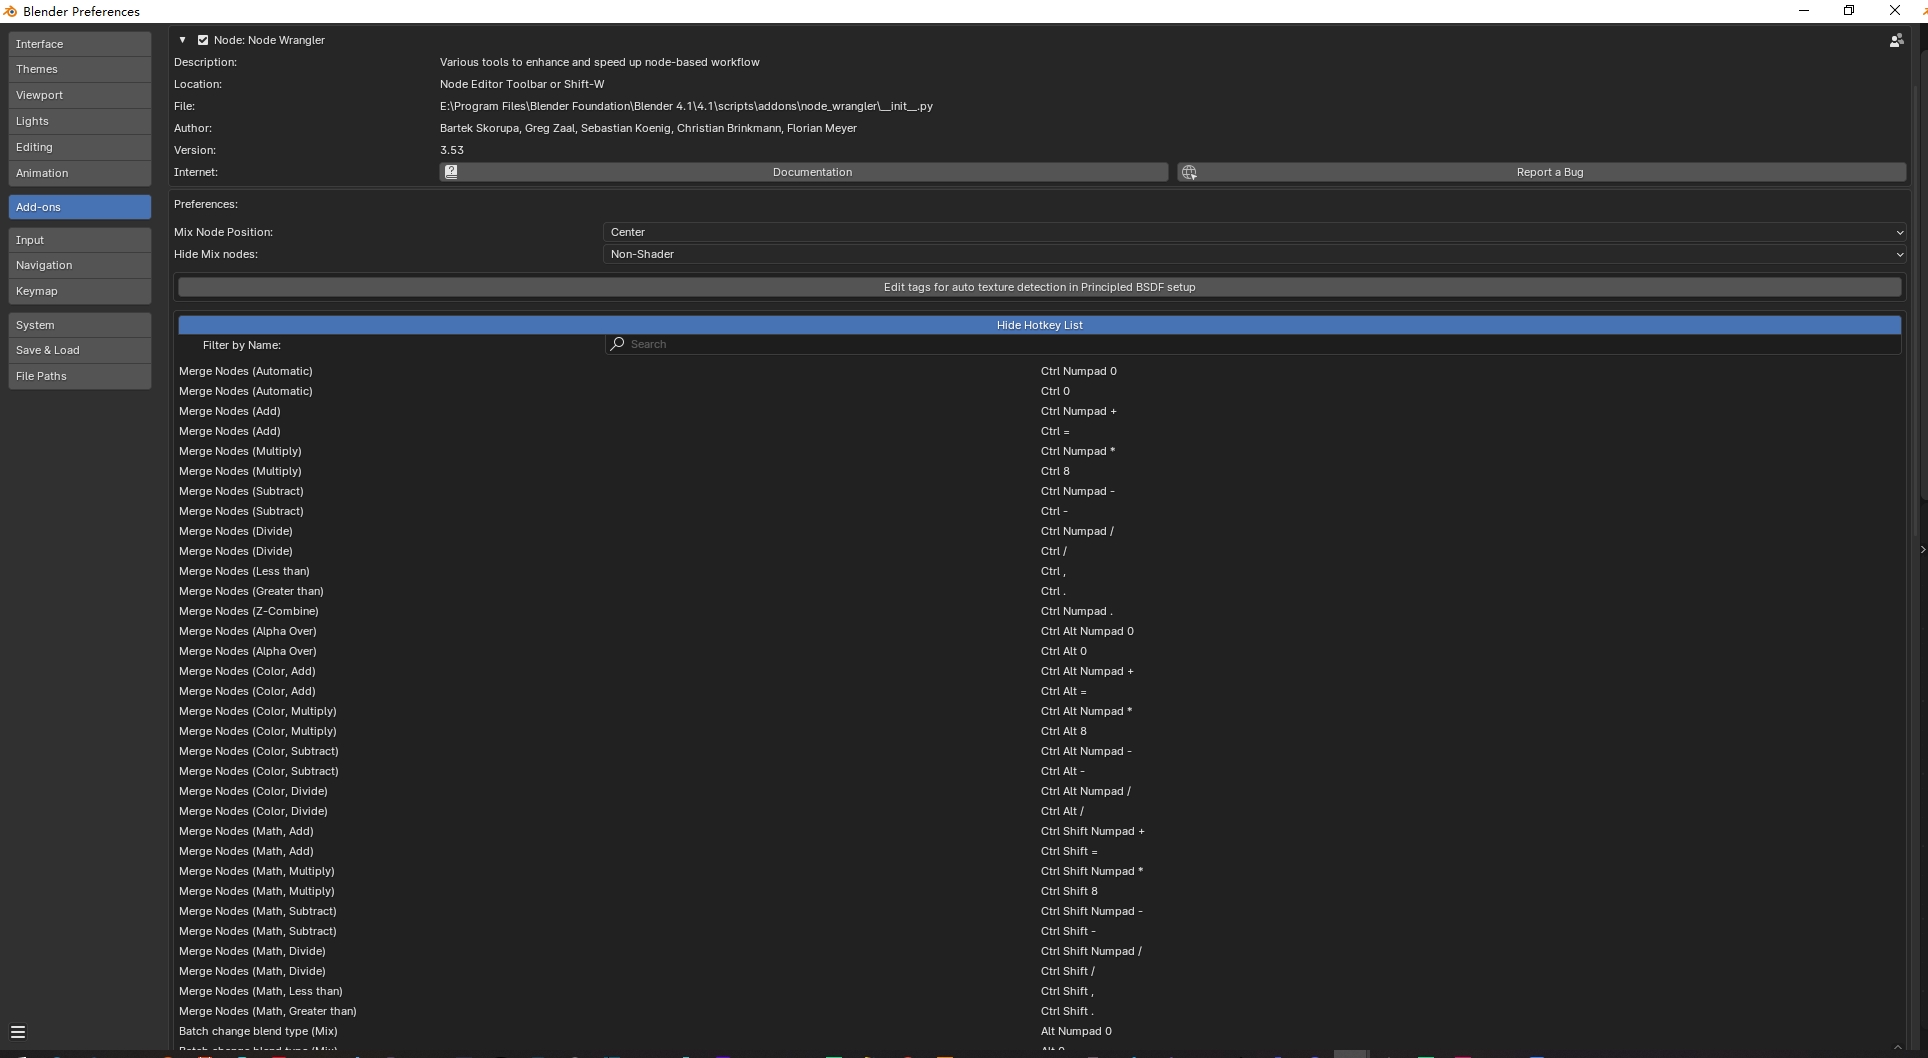 Blender Preferences
Interface
Themes
Viewport
Lights
Editing
Animation
Add-ons
Input
Navigation
Keymap
System
Save & Load
File Paths
Node: Node Wrangler
Description: Various tools to enhance and speed up node-based workflow
Location: Node Editor Toolbar or Shift-W
File: E:\Program Files\Blender Foundation\Blender 4.1\4.1\scripts\addons\node_wrangler\__init__.py
Author: Bartek Skorupa, Greg Zaal, Sebastian Koenig, Christian Brinkmann, Florian Meyer
Version: 3.53
Internet: Documentation Report a Bug
Preferences:
Mix Node Position: Center
Hide Mix nodes: Non-Shader
Edit tags for auto texture detection in Principled BSDF setup
Hide Hotkey List
Filter by Name: Search
Merge Nodes (Automatic) Ctrl Numpad 0
Merge Nodes (Automatic) Ctrl 0
Merge Nodes (Add) Ctrl Numpad +
Merge Nodes (Add) Ctrl =
Merge Nodes (Multiply) Ctrl Numpad *
Merge Nodes (Multiply) Ctrl 8
Merge Nodes (Subtract) Ctrl Numpad -
Merge Nodes (Subtract) Ctrl -
Merge Nodes (Divide) Ctrl Numpad /
Merge Nodes (Divide) Ctrl /
Merge Nodes (Less than) Ctrl ,
Merge Nodes (Greater than) Ctrl .
Merge Nodes (Z-Combine) Ctrl Numpad .
Merge Nodes (Alpha Over) Ctrl Alt Numpad 0
Merge Nodes (Alpha Over) Ctrl Alt 0
Merge Nodes (Color, Add) Ctrl Alt Numpad +
Merge Nodes (Color, Add) Ctrl Alt =
Merge Nodes (Color, Multiply) Ctrl Alt Numpad *
Merge Nodes (Color, Multiply) Ctrl Alt 8
Merge Nodes (Color, Subtract) Ctrl Alt Numpad -
Merge Nodes (Color, Subtract) Ctrl Alt -
Merge Nodes (Color, Divide) Ctrl Alt Numpad /
Merge Nodes (Color, Divide) Ctrl Alt /
Merge Nodes (Math, Add) Ctrl Shift Numpad +
Merge Nodes (Math, Add) Ctrl Shift =
Merge Nodes (Math, Multiply) Ctrl Shift Numpad *
Merge Nodes (Math, Multiply) Ctrl Shift 8
Merge Nodes (Math, Subtract) Ctrl Shift Numpad -
Merge Nodes (Math, Subtract) Ctrl Shift -
Merge Nodes (Math, Divide) Ctrl Shift Numpad /
Merge Nodes (Math, Divide) Ctrl Shift /
Merge Nodes (Math, Less than) Ctrl Shift ,
Merge Nodes (Math, Greater than) Ctrl Shift .
Batch change blend type (Mix) Alt Numpad 0